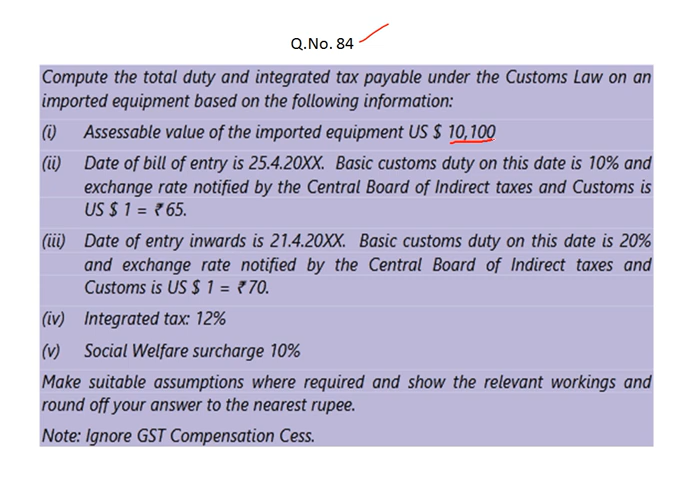 Q.No. 84
Compute the total duty and integrated tax payable under the Customs Law on an
imported equipment based on the following information:
(i) Assessable value of the imported equipment US $ 10,100
(ii) Date of bill of entry is 25.4.20XX. Basic customs duty on this date is 10% and
exchange rate notified by the Central Board of Indirect taxes and Customs is
US $ 1 = ₹ 65.
(iii) Date of entry inwards is 21.4.20XX. Basic customs duty on this date is 20%
and exchange rate notified by the Central Board of Indirect taxes and
Customs is US $ 1 = ₹ 70.
(iv) Integrated tax: 12%
(v) Social Welfare surcharge 10%
Make suitable assumptions where required and show the relevant workings and
round off your answer to the nearest rupee.
Note: Ignore GST Compensation Cess.